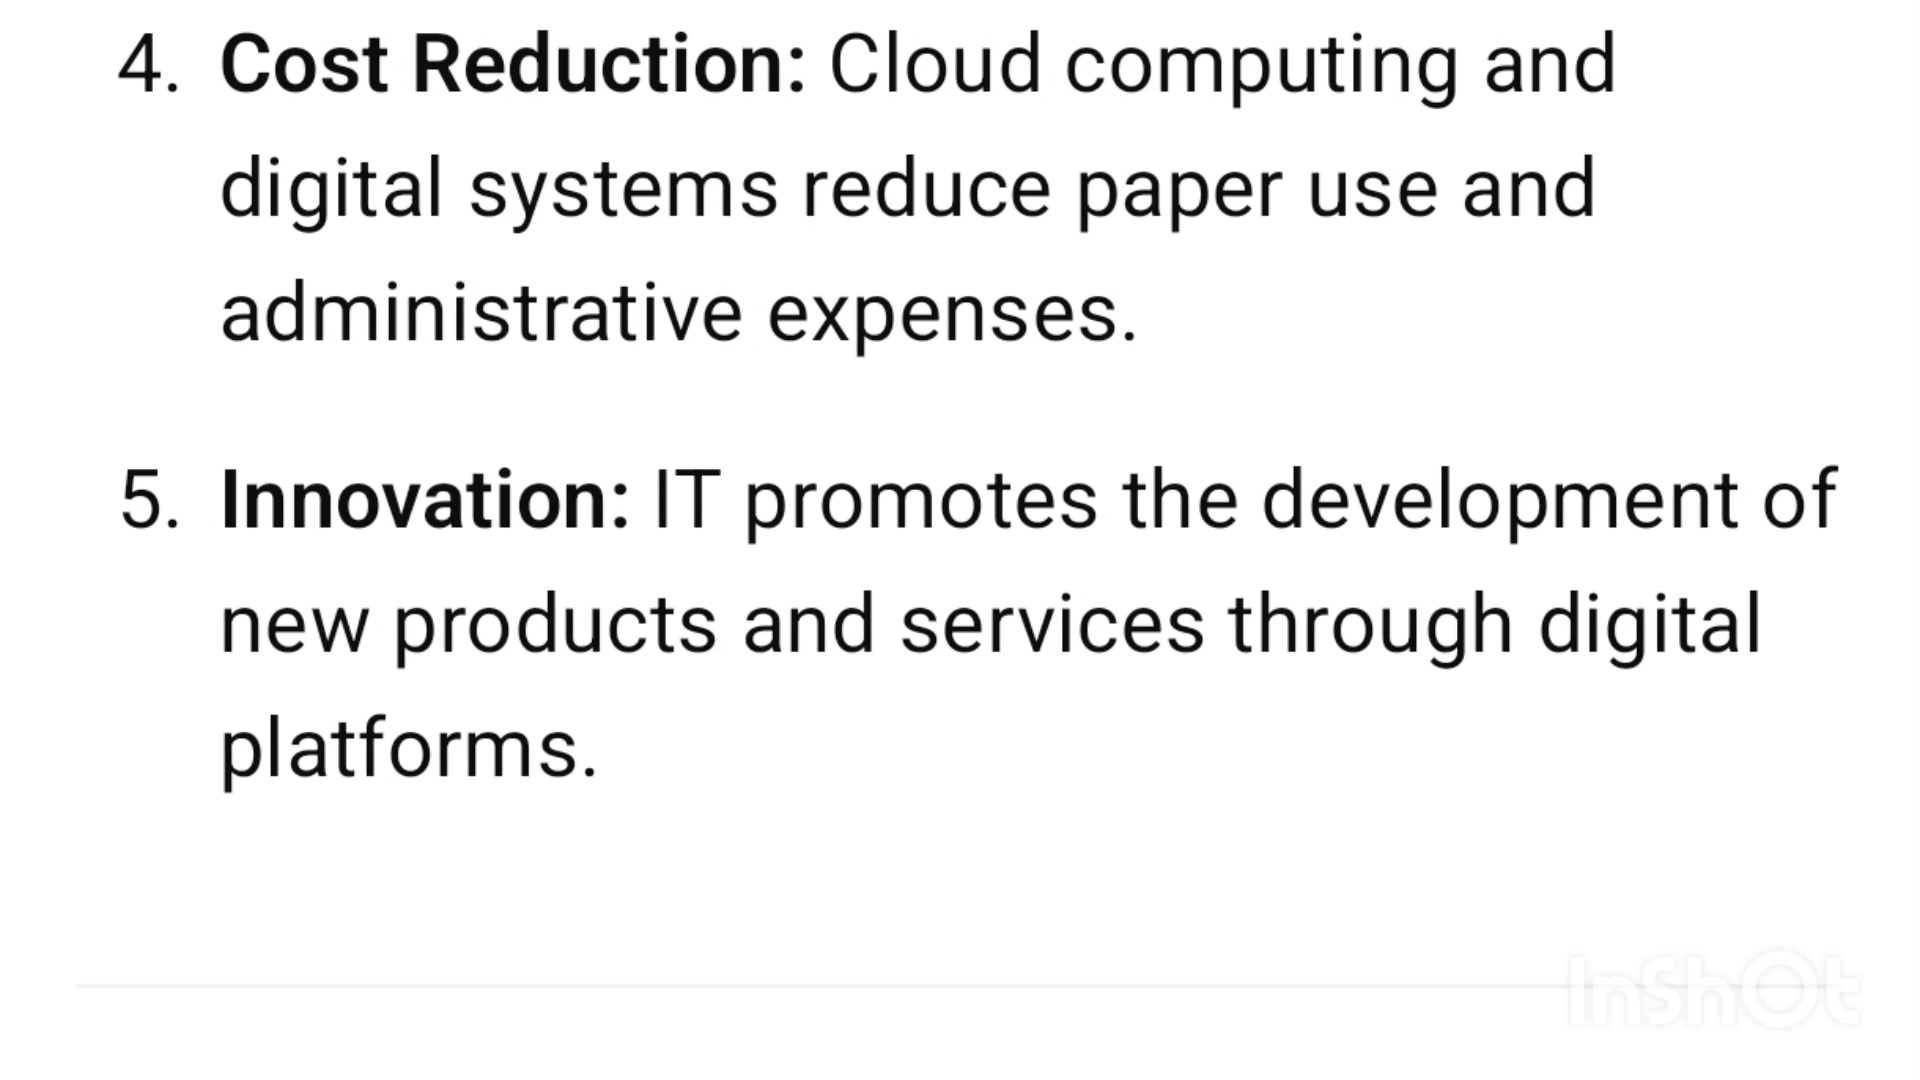 4. Cost Reduction: Cloud computing and
digital systems reduce paper use and
administrative expenses.
5. Innovation: IT promotes the development of
new products and services through digital
platforms.
InShOt